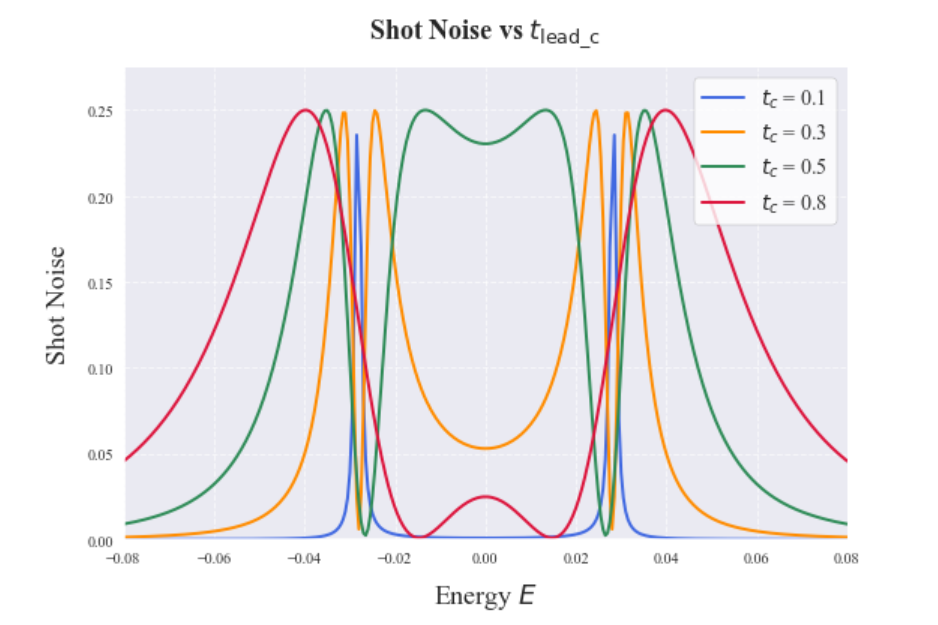 Shot Noise vs t_lead_c
t_c = 0.1
t_c = 0.3
t_c = 0.5
t_c = 0.8
Shot Noise
0.25
0.20
0.15
0.10
0.05
0.00
−0.08 −0.06 −0.04 −0.02 0.00 0.02 0.04 0.06 0.08
Energy E